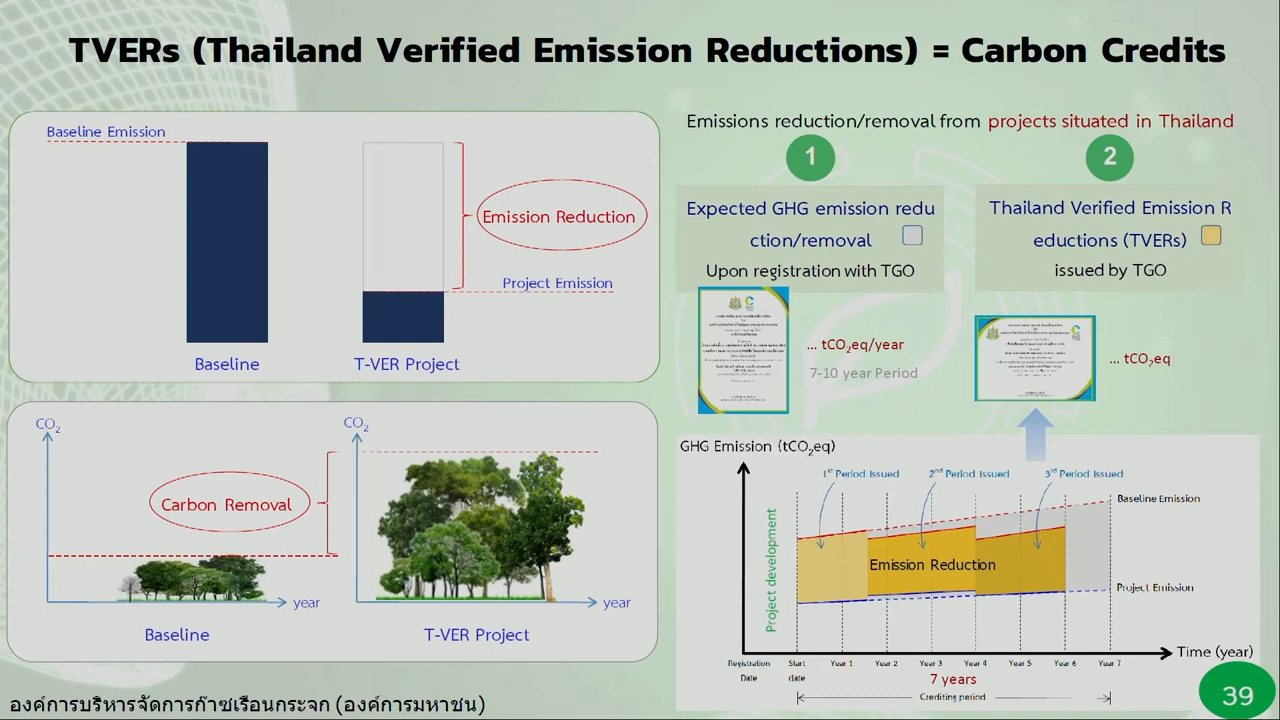 TVERs (Thailand Verified Emission Reductions) = Carbon Credits
Baseline Emission
Emission Reduction
Project Emission
Baseline
T-VER Project
CO₂
CO₂
Carbon Removal
year
year
Baseline
T-VER Project
Emissions reduction/removal from projects situated in Thailand
1
Expected GHG emission redu
ction/removal
Upon registration with TGO
... tCO₂eq/year
7-10 year Period
2
Thailand Verified Emission R
eductions (TVERs)
issued by TGO
... tCO₂eq
GHG Emission (tCO₂eq)
1st Period Issued
2nd Period Issued
3rd Period Issued
Baseline Emission
Project development
Emission Reduction
Project Emission
Time (year)
Registration
Date
Start
date
Year 1
Year 2
Year 3
Year 4
Year 5
Year 6
Year 7
7 years
Crediting period
องค์การบริหารจัดการก๊าซเรือนกระจก (องค์การมหาชน)
39